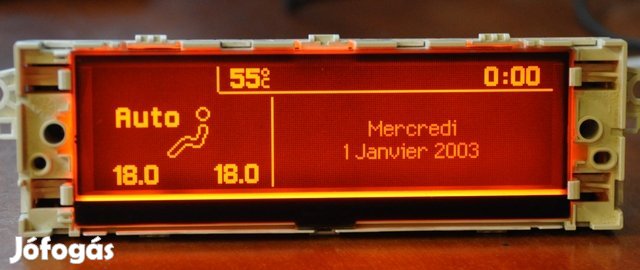 55°C 0:00
Auto
Mercredi
1 Janvier 2003
18.0 18.0
Jófogás